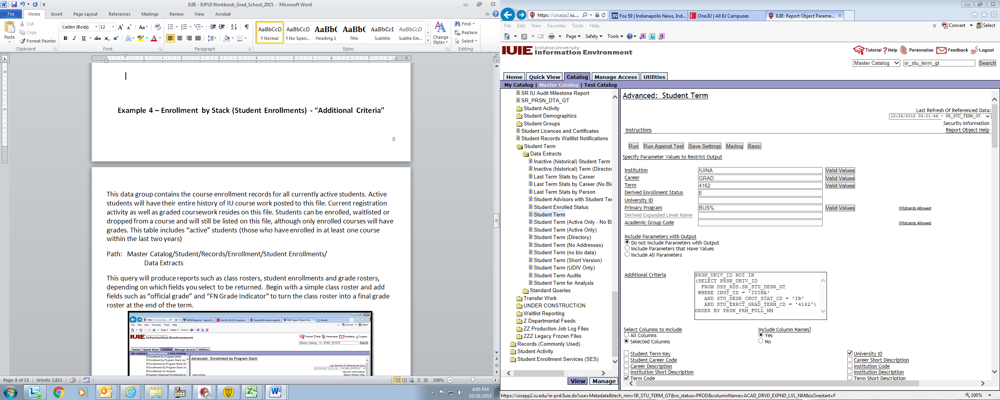 IUIE - IUPUI Workbook_Grad_School_2015 - Microsoft Word
File Home Insert Page Layout References Mailings Review View Acrobat
Cut
Copy
Format Painter
Paste
Clipboard
Calibri (Body) 12
Font
Paragraph
AaBbCcD AaBbCcD AaBbC AaBbC AaBbCcI AaBbCcD
¶ Normal ¶ No Spaci... Heading 1 Title Subtitle Subtle Em...
Styles
Change Styles
Find
Replace
Select
Editing
1 2 3 4 5 6 7 8
Example 4 – Enrollment by Stack (Student Enrollments) - “Additional Criteria”
8
This data group contains the course enrollment records for all currently active students. Active
students will have their entire history of IU course work posted to this file. Current registration
activity as well as graded coursework resides on this file. Students can be enrolled, waitlisted or
dropped from a course and will still be listed on this file, although only enrolled courses will have
grades. This table includes “active” students (those who have enrolled in at least one course
within the last two years)
Path: Master Catalog/Student/Records/Enrollment/Student Enrollments/
Data Extracts
This query will produce reports such as class rosters, student enrollments and grade rosters,
depending on which fields you select to be returned. Begin with a simple class roster and add
fields such as “official grade” and “FN Grade Indicator” to turn the class roster into a final grade
roster at the end of the term.
https://uisapp2.iu...
IUPUI Registrar - Special C... One.IU | All IU Campuses PeopleSoft session expired IUIE: Report Object Par... Results
File Edit View Favorites Tools Help
Convert Select
Page Safety Tools
IUIE Indiana University
Information Environment
Tutorial Help Personalize Feedback Logout
Master Catalog ENRL_BYSTK Search
Home Quick View Catalog Manage Access Utilities
My Catalog | Master Catalog | Test Catalog
Enrollment by Program Stack
Enrollment by Program Stack (no
Enrollments by Program Stack (Di
Enrollments By Program Stack (n
Enrollments for Analysis
Inactive (historical) Enrollments b
Advanced: Enrollment by Program Stack
Last Refresh Of Referenced Data:
Security Information
Report Object Help
Instructions
Page: 8 of 15 Words: 2,811 100%
4:00 PM
10/26/2015
https://uisapp2.iu....
Fox 59 | Indianapolis News, Ind... One.IU | All IU Campuses IUIE: Report Object Parame...
File Edit View Favorites Tools Help
Convert Select
Page Safety Tools
IUIE Indiana University
Information Environment
Tutorial Help Personalize Feedback Logout
Master Catalog sr_stu_term_gt Search
Home Quick View Catalog Manage Access Utilities
My Catalog | Master Catalog | Test Catalog
SR IU Audit Milestone Report
SR_PRSN_DTA_GT
Student Activity
Student Demographics
Student Groups
Student Licences and Certificates
Student Records Waitlist Notifications
Student Term
Data Extracts
Inactive (historical) Student Term
Inactive (historical) Term (Director
Last Term Stats by Career
Last Term Stats by Career (No Bi
Last Term Stats by Person
Student Advisors with Student Te
Student Enrolled Status
Student Term
Student Term (Active Only - No B
Student Term (Active Only)
Student Term (Directory)
Student Term (No Addresses)
Student Term (no bio data)
Student Term (Short Version)
Student Term (UDIV Only)
Student Term Audits
Student Term for Analysis
Standard Queries
Transfer Work
UNDER CONSTRUCTION
Waitlist Reporting
Z Departmental Feeds
ZZ Production Job Log Files
ZZZ Legacy Frozen Files
Records (Commonly Used)
Student Activity
Student Enrollment Services (SES)
View Manage
Advanced: Student Term
Last Refresh Of Referenced Data:
10/26/2015 03:01:46 - SR_STU_TERM_GT
Security Information
Instructions Report Object Help
Run Run Against Test Save Settings Mailing Basic
Specify Parameter Values to Restrict Output
Institution IUINA Valid Values
Career GRAD Valid Values
Term 4162 Valid Values
Derived Enrollment Status E
University ID
Primary Program BUS% Valid Values Wildcards Allowed
Derived Expanded Level Name
Academic Group Code Wildcards Allowed
Include Parameters with Output
Do not Include Parameters with Output
Include Parameters that Have Values
Include All Parameters
Additional Criteria
PRSN_UNIV_ID NOT IN
(SELECT PRSN_UNIV_ID
FROM DSS_RDS.SR_STU_DEGR_GT
WHERE INST_CD = 'IUINA'
AND STU_DEGR_CKOT_STAT_CD = 'IR'
AND STU_EXPCT_GRAD_TERM_CD = '4162')
ORDER BY PRSN_PRM_FULL_NM
Select Columns to Include Include Column Names?
All Columns Yes
Selected Columns No
Student Term Key University ID
Student Career Code Career Short Description
Career Description Institution Code
Institution Short Description Institution Description
Term Code Term Short Description
https://uisapp2.iu.edu/ie-prd/Iuie.do?use=Metadata&tech_nm=SR_STU_TERM_GT&ro_status=PROD&columnName=ACAD_DRVD_EXPND_LVL_NM&isOnestart=F
100%